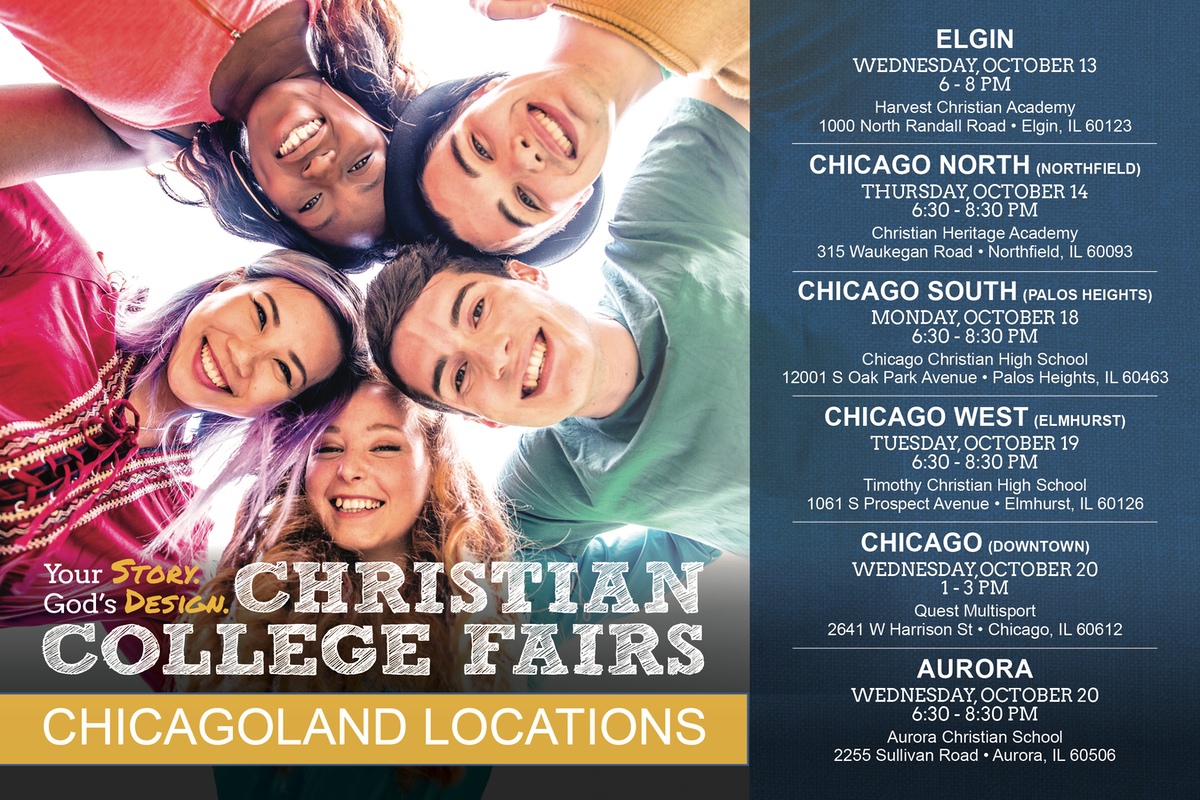 Your STORY.
God's DESIGN.
CHRISTIAN
COLLEGE FAIRS
CHICAGOLAND LOCATIONS
ELGIN
WEDNESDAY, OCTOBER 13
6 - 8 PM
Harvest Christian Academy
1000 North Randall Road • Elgin, IL 60123
CHICAGO NORTH (NORTHFIELD)
THURSDAY, OCTOBER 14
6:30 - 8:30 PM
Christian Heritage Academy
315 Waukegan Road • Northfield, IL 60093
CHICAGO SOUTH (PALOS HEIGHTS)
MONDAY, OCTOBER 18
6:30 - 8:30 PM
Chicago Christian High School
12001 S Oak Park Avenue • Palos Heights, IL 60463
CHICAGO WEST (ELMHURST)
TUESDAY, OCTOBER 19
6:30 - 8:30 PM
Timothy Christian High School
1061 S Prospect Avenue • Elmhurst, IL 60126
CHICAGO (DOWNTOWN)
WEDNESDAY, OCTOBER 20
1 - 3 PM
Quest Multisport
2641 W Harrison St • Chicago, IL 60612
AURORA
WEDNESDAY, OCTOBER 20
6:30 - 8:30 PM
Aurora Christian School
2255 Sullivan Road • Aurora, IL 60506